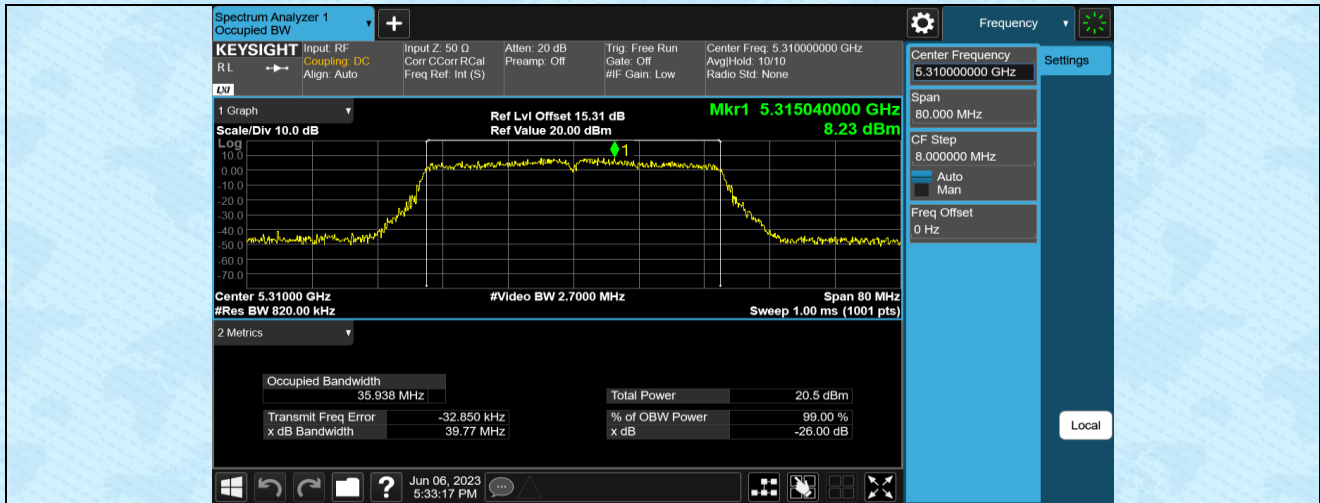 Spectrum Analyzer 1
Occupied BW
Frequency
KEYSIGHT
RL
LXI
Input: RF
Coupling: DC
Align: Auto
Input Z: 50 Ω
Corr CCorr RCal
Freq Ref: Int (S)
Atten: 20 dB
Preamp: Off
Trig: Free Run
Gate: Off
#IF Gain: Low
Center Freq: 5.310000000 GHz
Avg|Hold: 10/10
Radio Std: None
Center Frequency
5.310000000 GHz
Settings
Span
80.000 MHz
CF Step
8.000000 MHz
Auto
Man
Freq Offset
0 Hz
Local
1 Graph
Scale/Div 10.0 dB
Ref Lvl Offset 15.31 dB
Ref Value 20.00 dBm
Mkr1 5.315040000 GHz
8.23 dBm
Log
1
10.0
0.00
-10.0
-20.0
-30.0
-40.0
-50.0
-60.0
-70.0
Center 5.31000 GHz
#Res BW 820.00 kHz
#Video BW 2.7000 MHz
Span 80 MHz
Sweep 1.00 ms (1001 pts)
2 Metrics
Occupied Bandwidth
35.938 MHz
Transmit Freq Error -32.850 kHz
x dB Bandwidth 39.77 MHz
Total Power 20.5 dBm
% of OBW Power 99.00 %
x dB -26.00 dB
?
Jun 06, 2023
5:33:17 PM